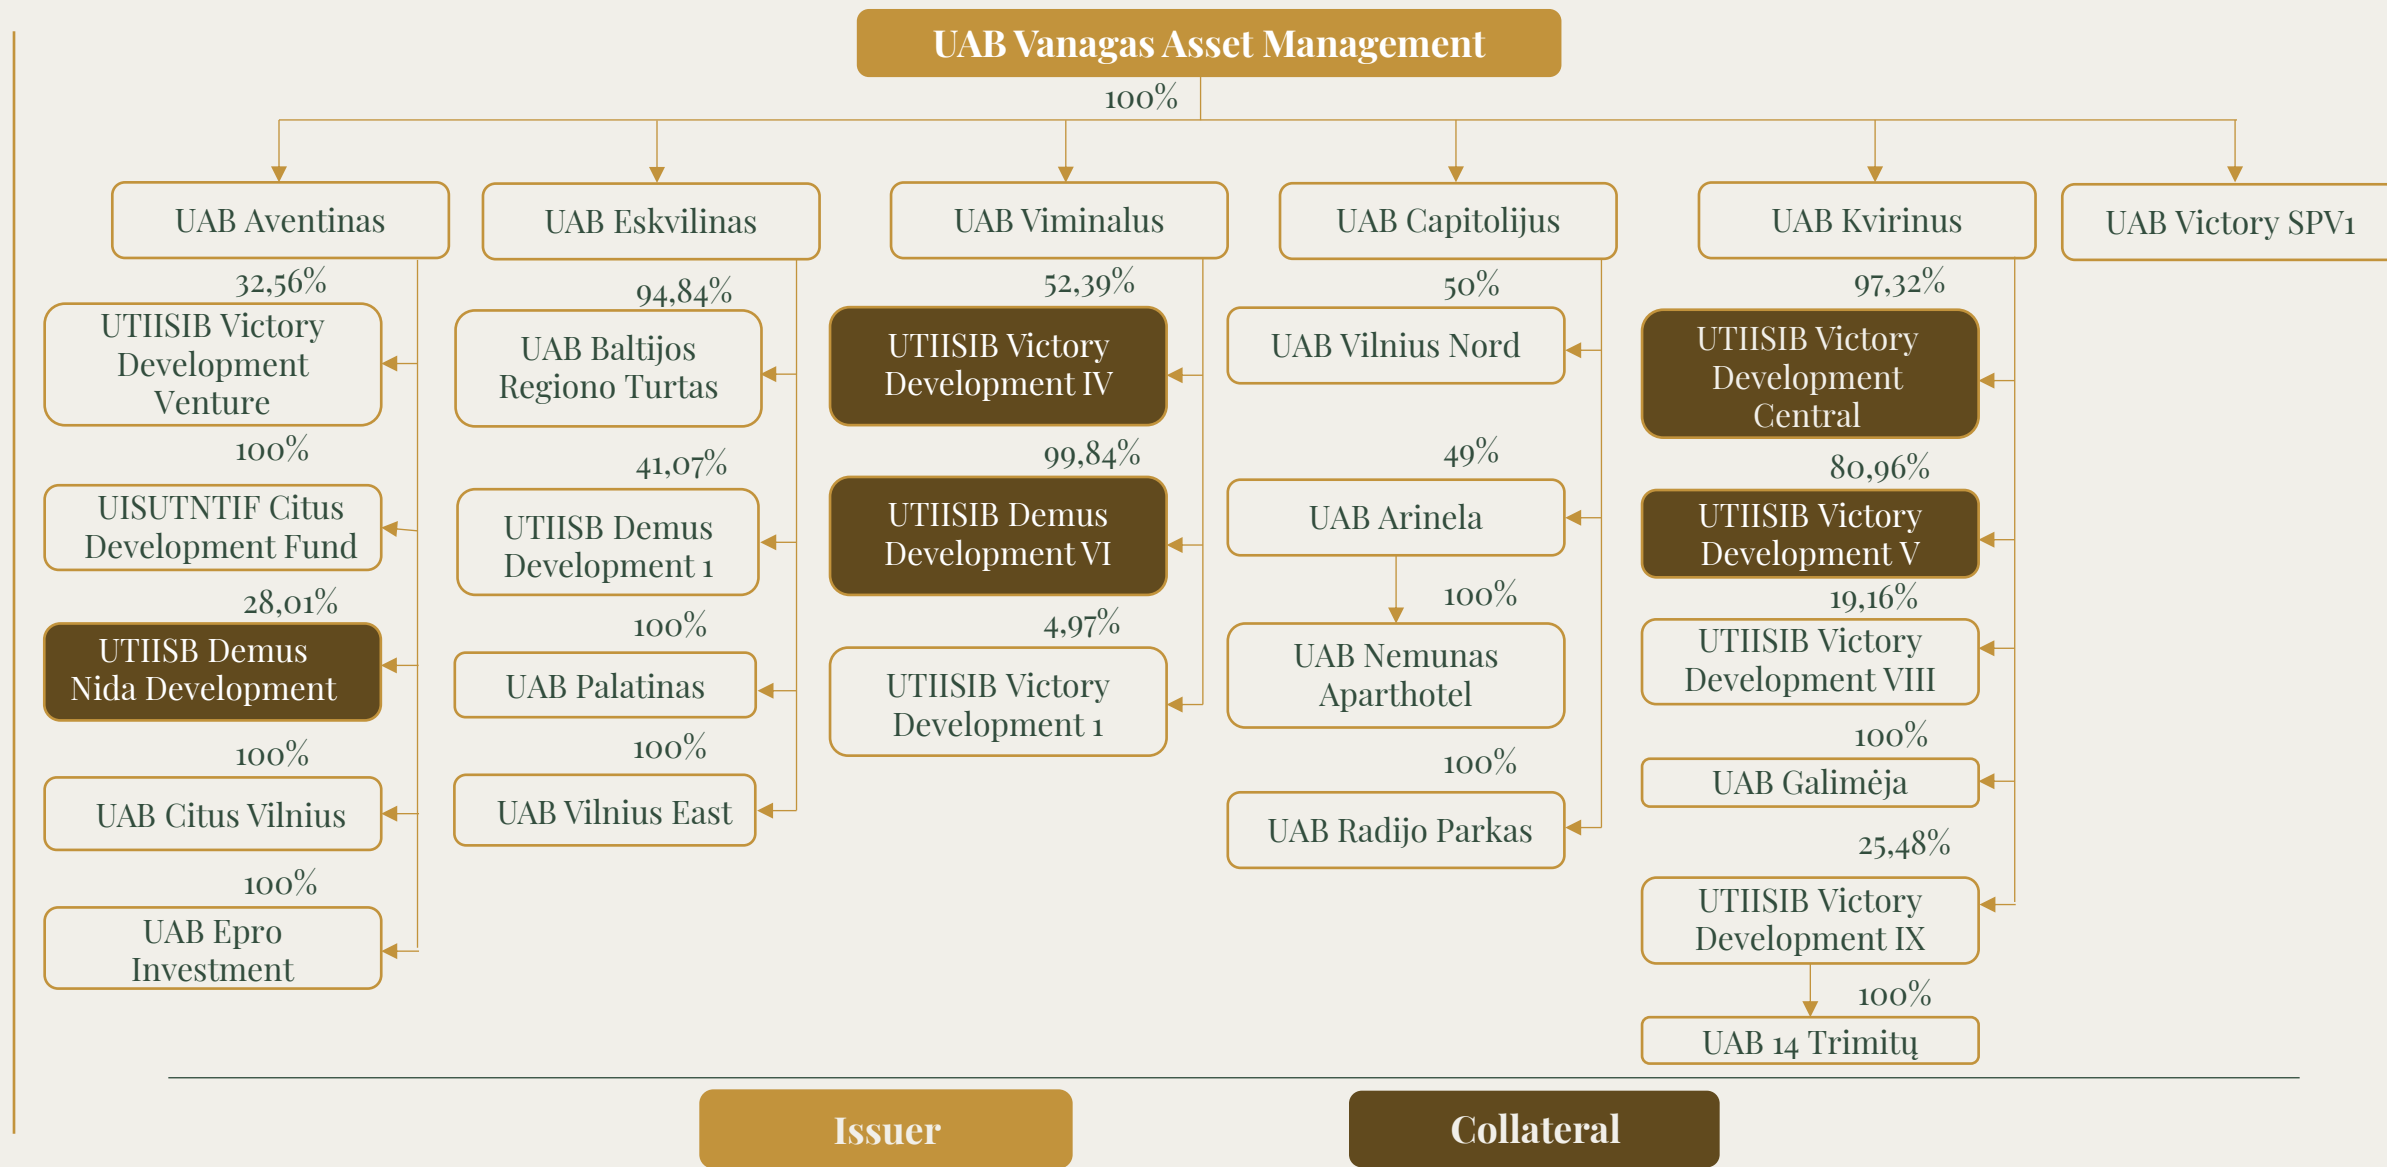 UAB Vanagas Asset Management
100%
UAB Aventinas
UAB Eskvilinas
UAB Viminalus
UAB Capitolijus
UAB Kvirinus
UAB Victory SPV1
32,56%
UTIISIB Victory
Development
Venture
100%
UISUTNTIF Citus
Development Fund
28,01%
UTIISB Demus
Nida Development
100%
UAB Citus Vilnius
100%
UAB Epro
Investment
94,84%
UAB Baltijos
Regiono Turtas
41,07%
UTIISB Demus
Development 1
100%
UAB Palatinas
100%
UAB Vilnius East
52,39%
UTIISIB Victory
Development IV
99,84%
UTIISIB Demus
Development VI
4,97%
UTIISIB Victory
Development 1
50%
UAB Vilnius Nord
49%
UAB Arinela
100%
UAB Nemunas
Aparthotel
100%
UAB Radijo Parkas
97,32%
UTIISIB Victory
Development
Central
80,96%
UTIISIB Victory
Development V
19,16%
UTIISIB Victory
Development VIII
100%
UAB Galimėja
25,48%
UTIISIB Victory
Development IX
100%
UAB 14 Trimitų
Issuer
Collateral